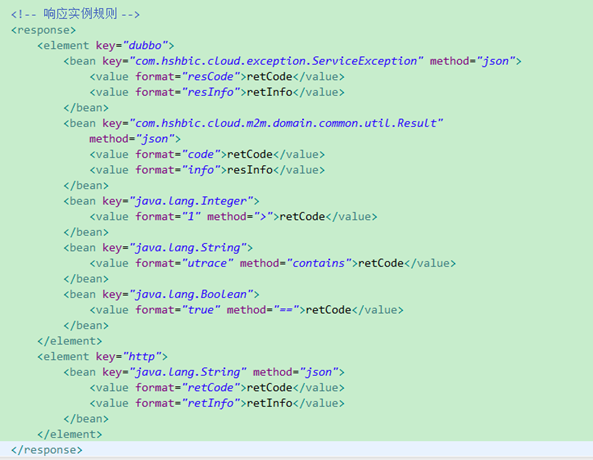 <!-- 响应实例规则 -->
<response>
<element key="dubbo">
<bean key="com.hshbic.cloud.exception.ServiceException" method="json">
<value format="resCode">retCode</value>
<value format="resInfo">retInfo</value>
</bean>
<bean key="com.hshbic.cloud.m2m.domain.common.util.Result"
method="json">
<value format="code">retCode</value>
<value format="info">resInfo</value>
</bean>
<bean key="java.lang.Integer">
<value format="1" method=">">retCode</value>
</bean>
<bean key="java.lang.String">
<value format="utrace" method="contains">retCode</value>
</bean>
<bean key="java.lang.Boolean">
<value format="true" method="==">retCode</value>
</bean>
</element>
<element key="http">
<bean key="java.lang.String" method="json">
<value format="retCode">retCode</value>
<value format="retInfo">retInfo</value>
</bean>
</element>
</response>